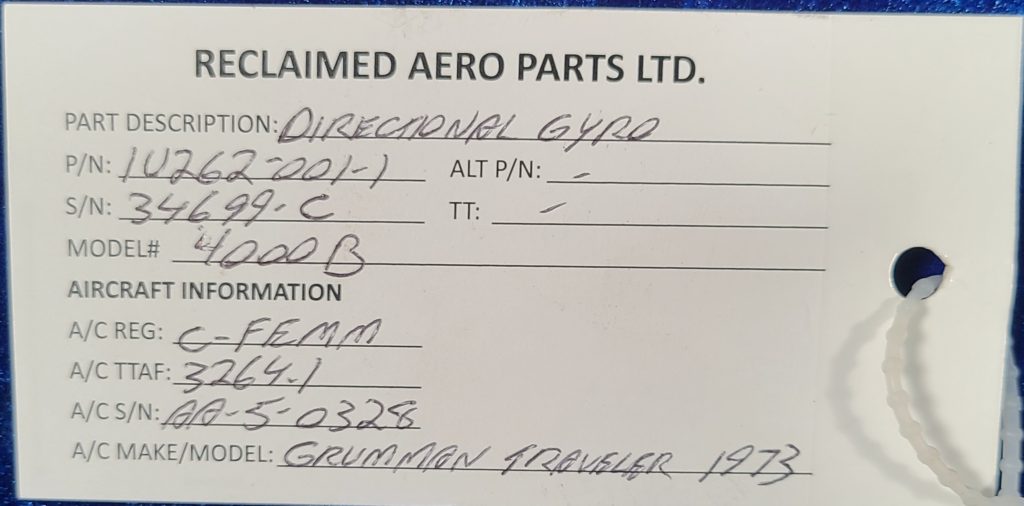 RECLAIMED AERO PARTS LTD.
PART DESCRIPTION: DIRECTIONAL GYRO
P/N: 1U262-001-1 ALT P/N: -
S/N: 34699-C TT: -
MODEL# 4000B
AIRCRAFT INFORMATION
A/C REG: C-FEMM
A/C TTAF: 3264.1
A/C S/N: AA-5-0328
A/C MAKE/MODEL: GRUMMAN TRAVELER 1973